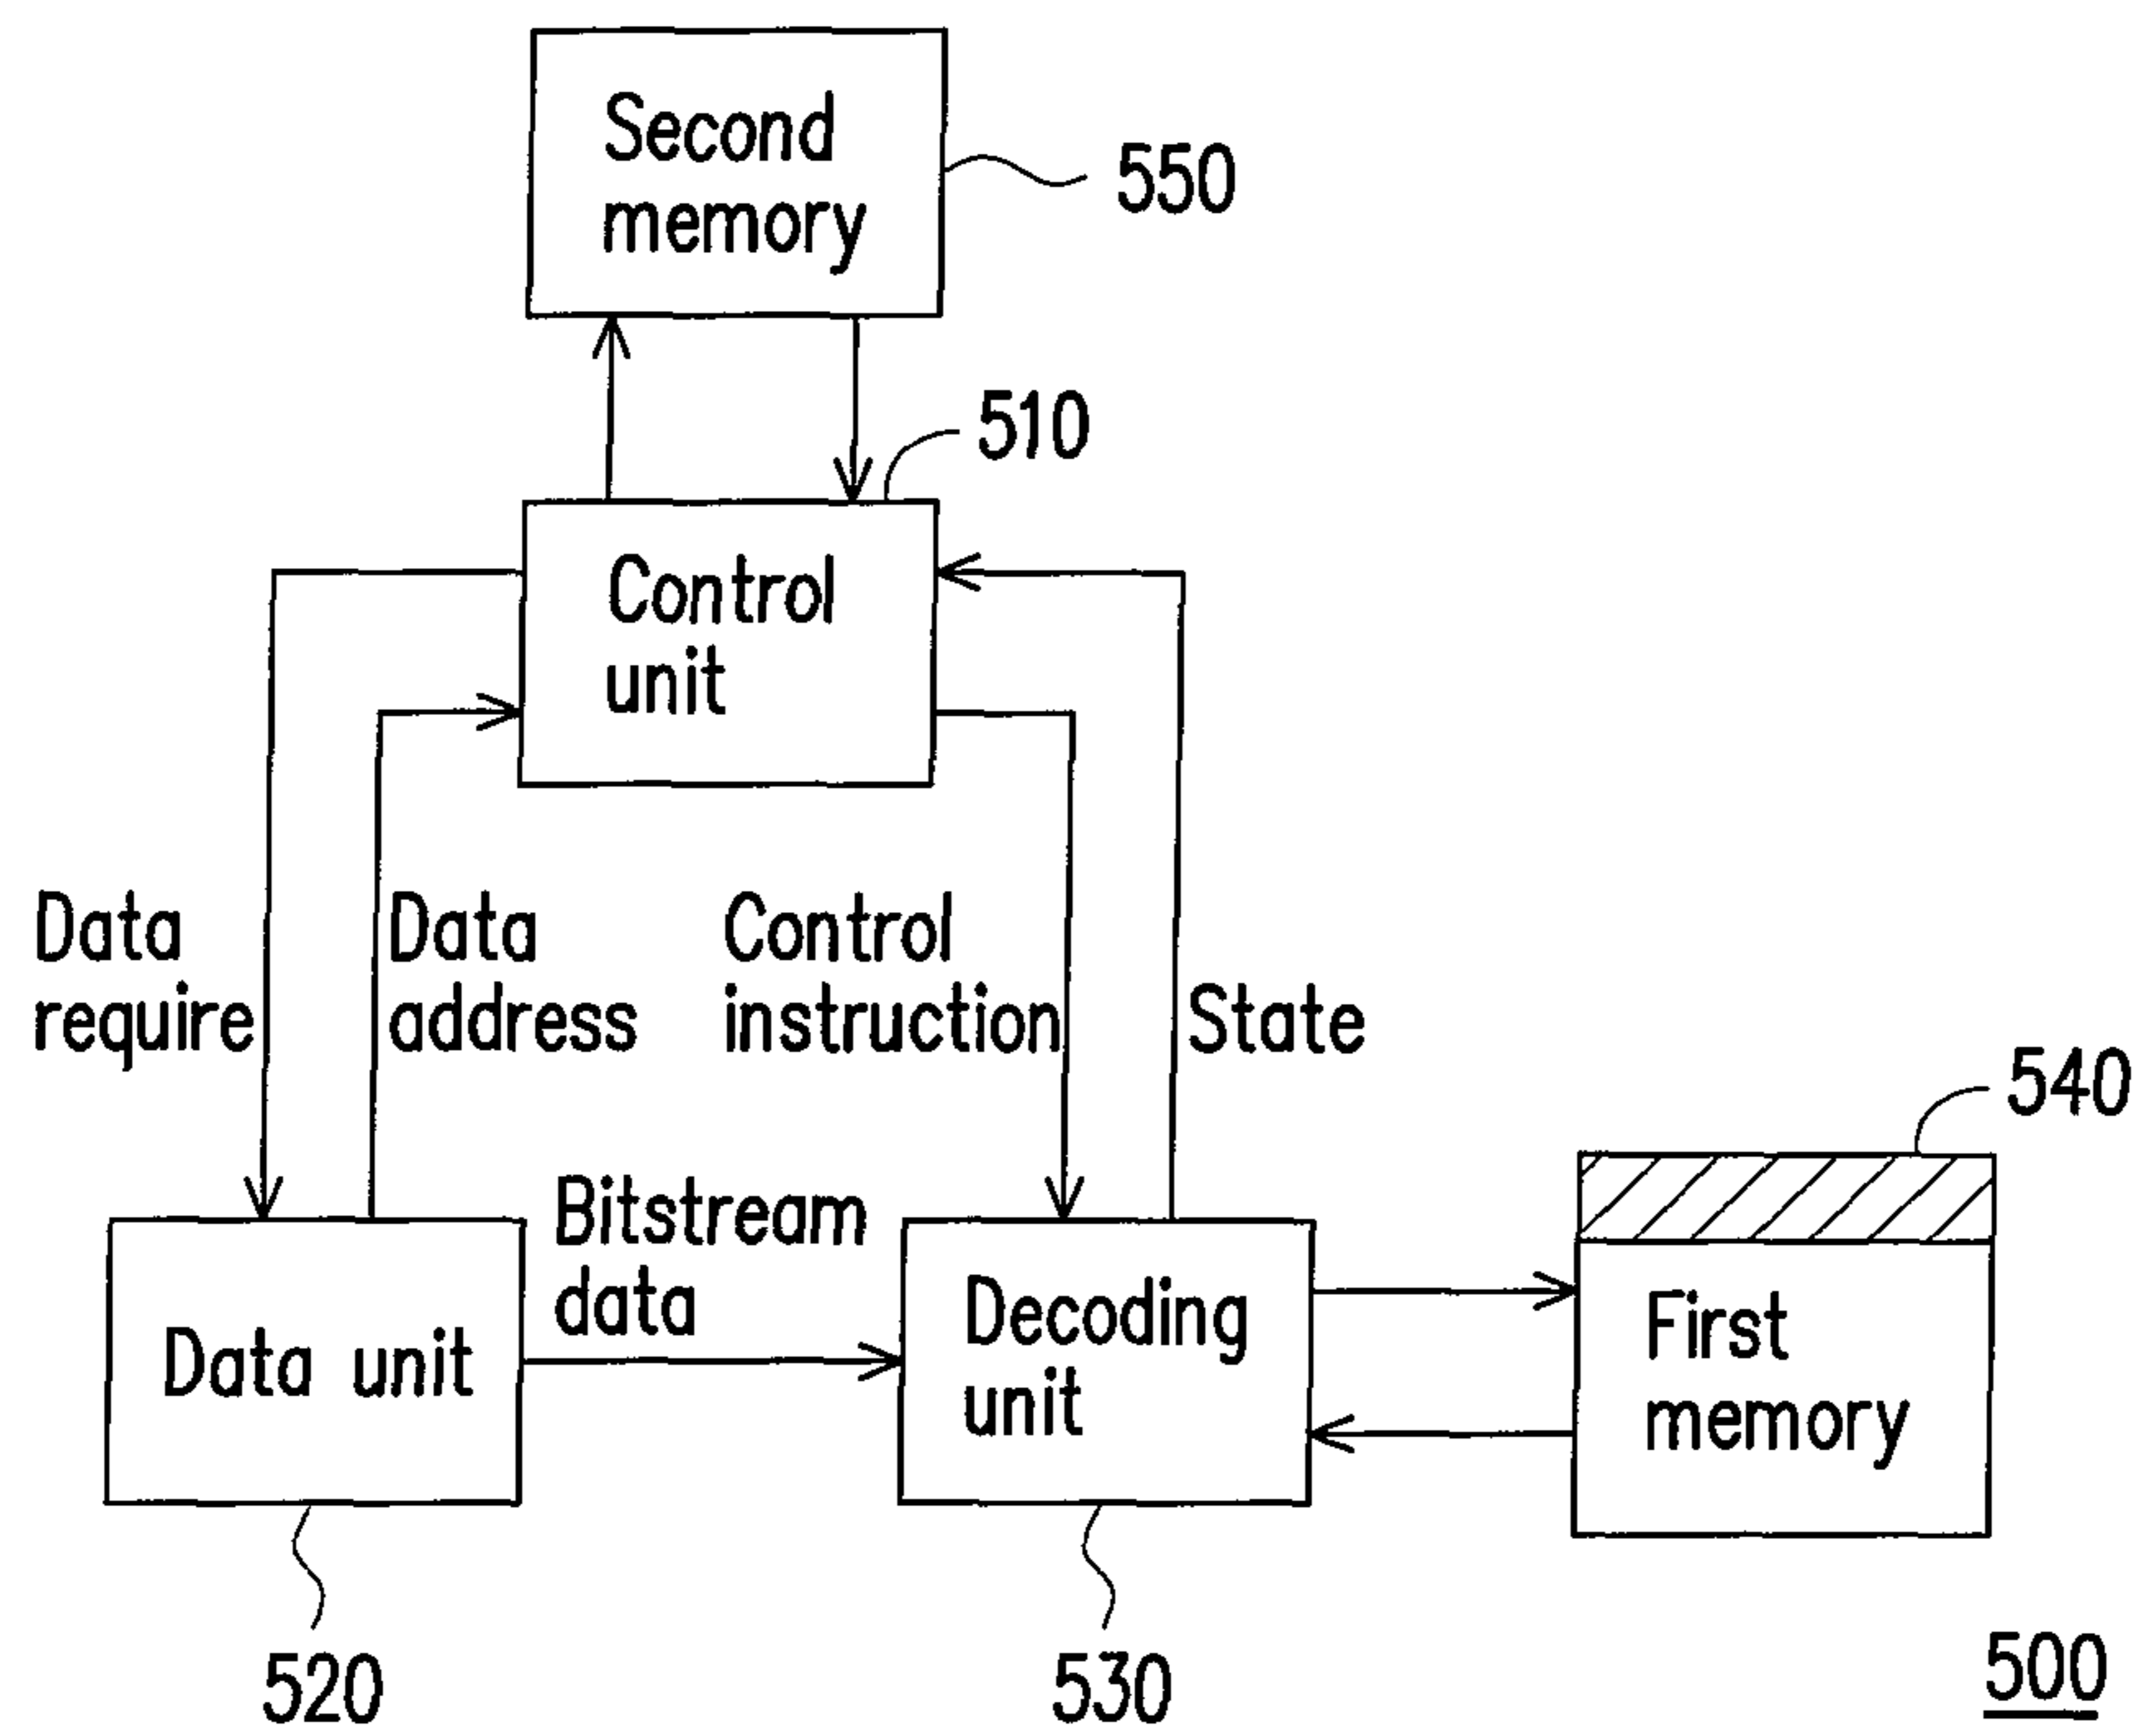 Second
memory
550
510
Control
unit
Data
require
Data
address
Control
instruction
State
540
Bitstream
data
Data unit
Decoding
unit
First
memory
520
530
500